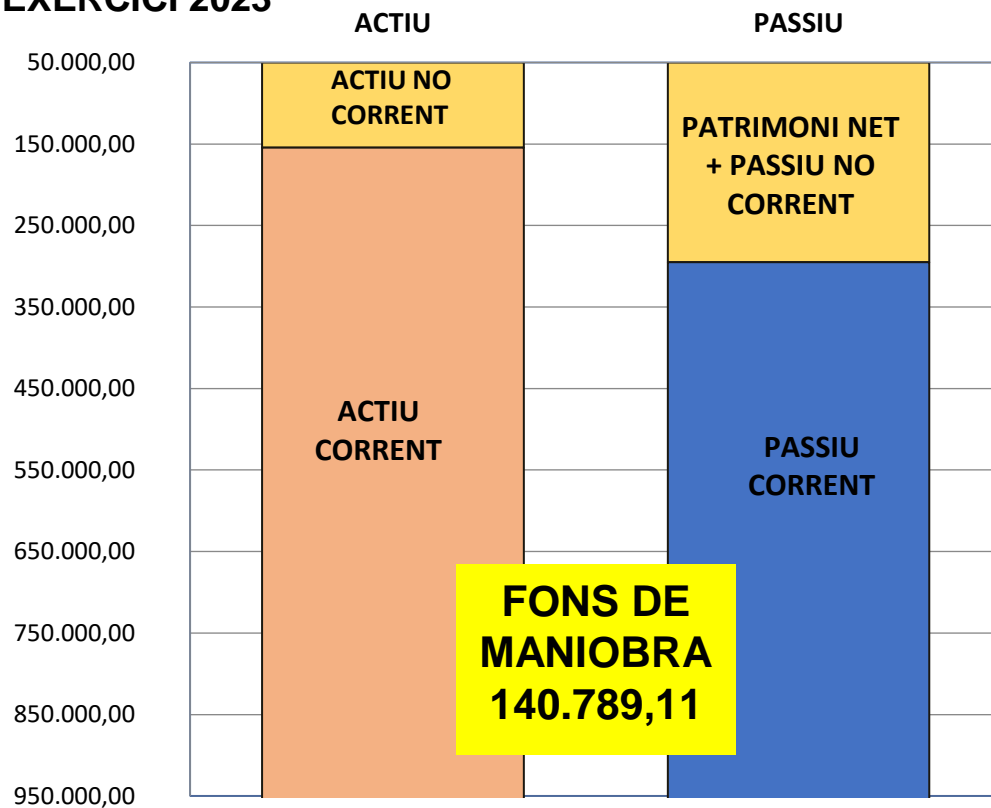 EXERCICI 2023
ACTIU
PASSIU
50.000,00
150.000,00
250.000,00
350.000,00
450.000,00
550.000,00
650.000,00
750.000,00
850.000,00
950.000,00
ACTIU NO
CORRENT
ACTIU
CORRENT
PATRIMONI NET
+ PASSIU NO
CORRENT
PASSIU
CORRENT
FONS DE
MANIOBRA
140.789,11